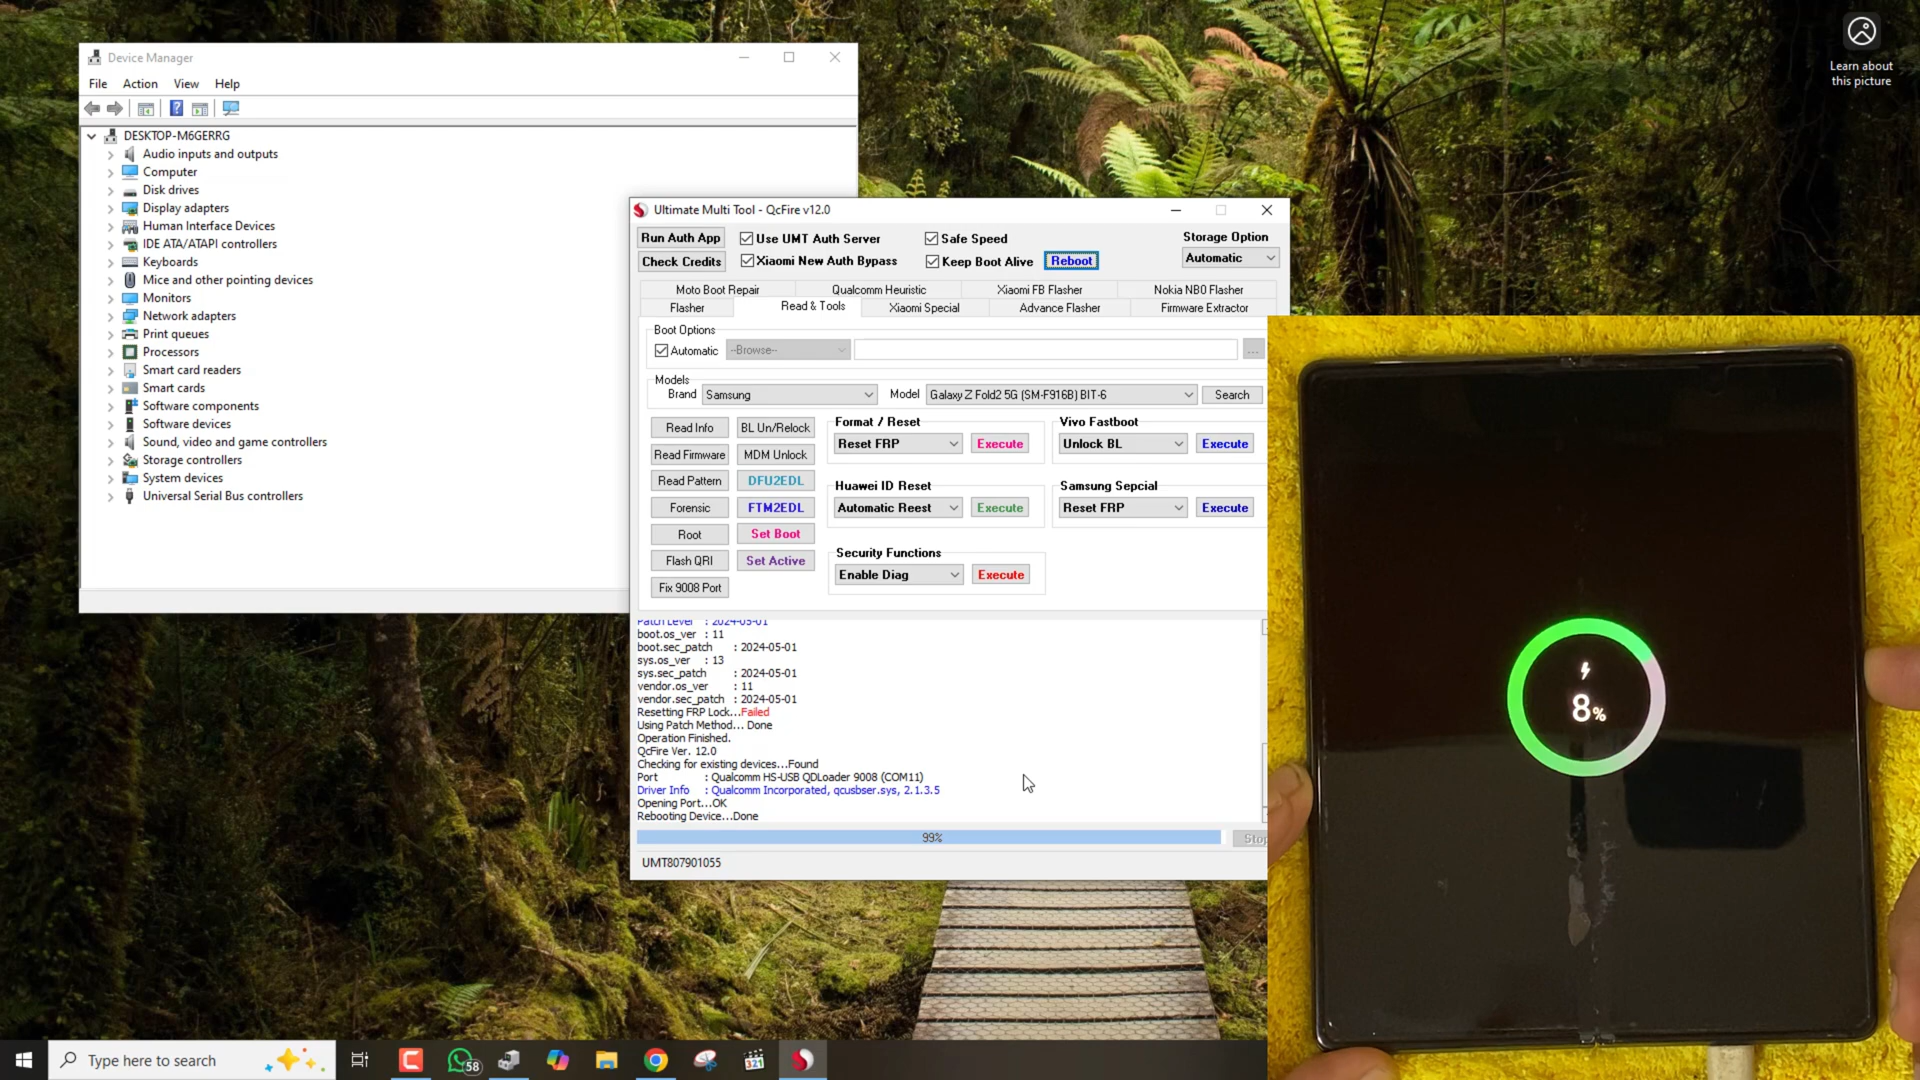 Learn about
this picture
Device Manager
File Action View Help
DESKTOP-M6GERRG
Audio inputs and outputs
Computer
Disk drives
Display adapters
Human Interface Devices
IDE ATA/ATAPI controllers
Keyboards
Mice and other pointing devices
Monitors
Network adapters
Print queues
Processors
Smart card readers
Smart cards
Software components
Software devices
Sound, video and game controllers
Storage controllers
System devices
Universal Serial Bus controllers
Ultimate Multi Tool - QcFire v12.0
Run Auth App Use UMT Auth Server Safe Speed Storage Option
Check Credits Xiaomi New Auth Bypass Keep Boot Alive Reboot Automatic
Moto Boot Repair Qualcomm Heuristic Xiaomi FB Flasher Nokia NB0 Flasher
Flasher Read & Tools Xiaomi Special Advance Flasher Firmware Extractor
Boot Options
Automatic --Browse-- ...
Models
Brand Samsung Model Galaxy Z Fold2 5G (SM-F916B) BIT-6 Search
Read Info BL Un/Relock
Read Firmware MDM Unlock
Read Pattern DFU2EDL
Forensic FTM2EDL
Root Set Boot
Flash QRI Set Active
Fix 9008 Port
Format / Reset
Reset FRP Execute
Vivo Fastboot
Unlock BL Execute
Huawei ID Reset
Automatic Reest Execute
Samsung Sepcial
Reset FRP Execute
Security Functions
Enable Diag Execute
Patch Level : 2024-05-01
boot.os_ver : 11
boot.sec_patch : 2024-05-01
sys.os_ver : 13
sys.sec_patch : 2024-05-01
vendor.os_ver : 11
vendor.sec_patch : 2024-05-01
Resetting FRP Lock...Failed
Using Patch Method... Done
Operation Finished.
QcFire Ver. 12.0
Checking for existing devices...Found
Port : Qualcomm HS-USB QDLoader 9008 (COM11)
Driver Info : Qualcomm Incorporated, qcusbser.sys, 2.1.3.5
Opening Port...OK
Rebooting Device...Done
99% Stop
UMT807901055
8%
Type here to search
58
321